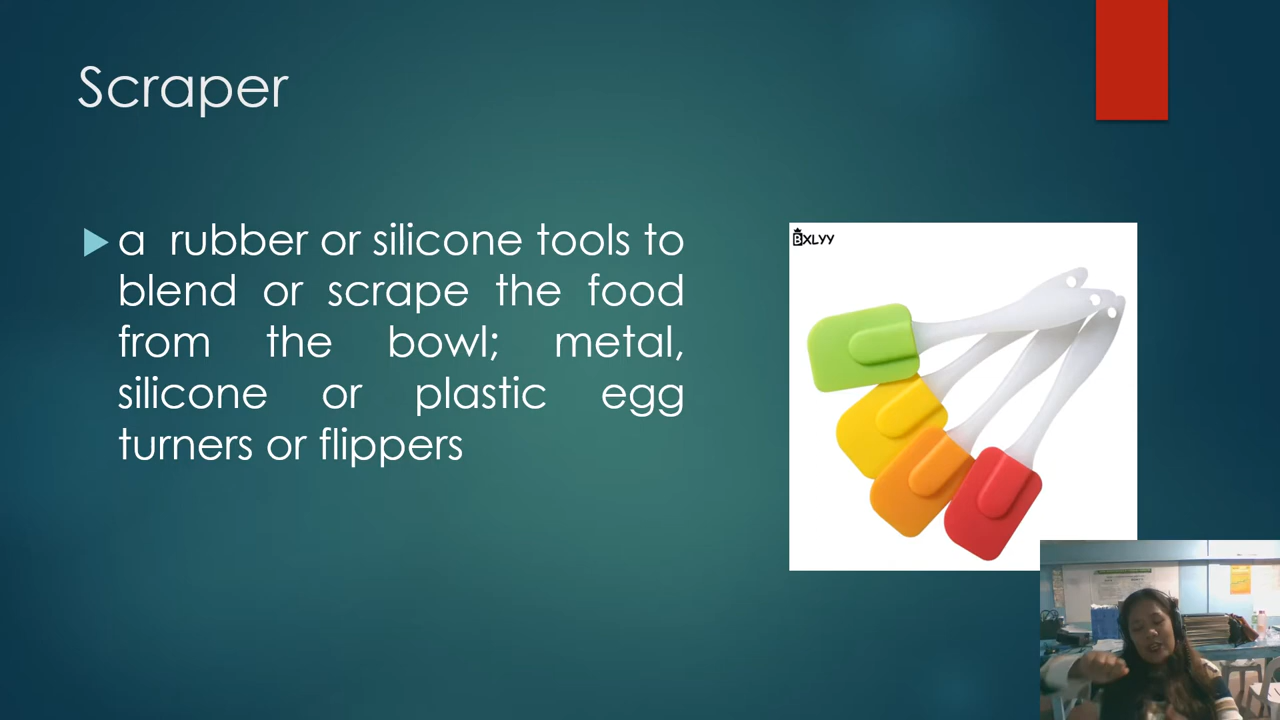 Scraper
a rubber or silicone tools to
blend or scrape the food
from the bowl; metal,
silicone or plastic egg
turners or flippers
BXLYY